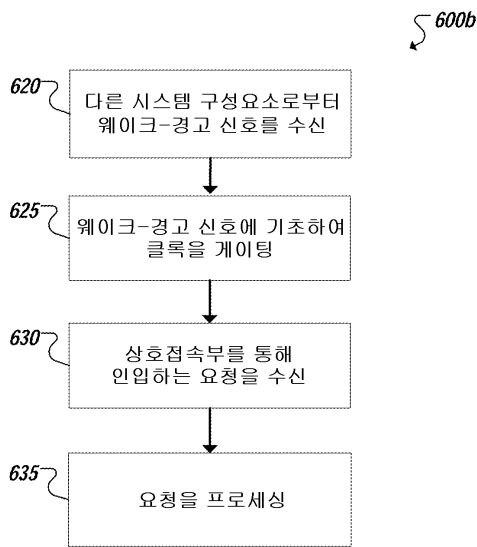 600b
620
다른 시스템 구성요소로부터
웨이크-경고 신호를 수신
625
웨이크-경고 신호에 기초하여
클록을 게이팅
630
상호접속부를 통해
인입하는 요청을 수신
635
요청을 프로세싱